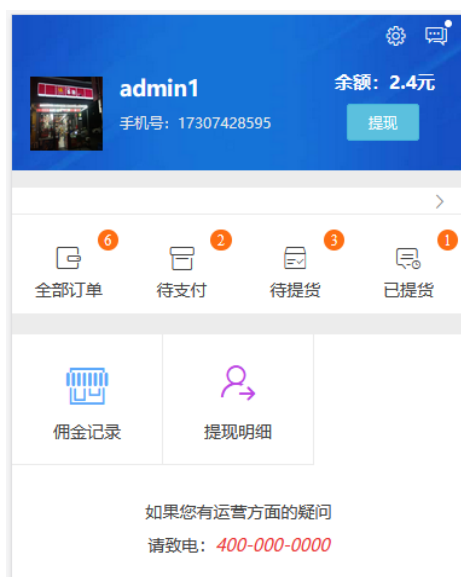 admin1
余额：2.4元
手机号：17307428595
提现
6
2
3
1
全部订单
待支付
待提货
已提货
佣金记录
提现明细
如果您有运营方面的疑问
请致电：400-000-0000